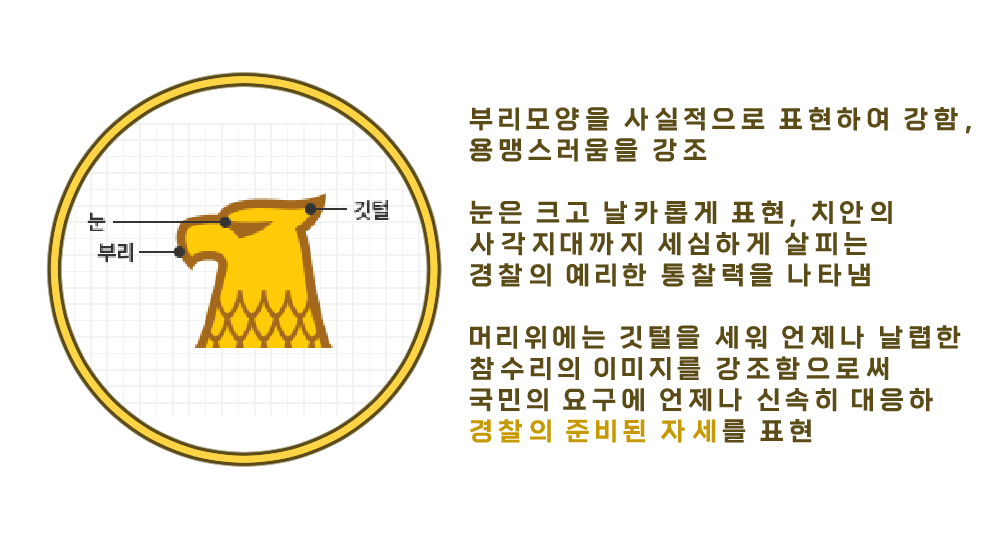 눈
부리
깃털
부리모양을 사실적으로 표현하여 강함,
용맹스러움을 강조
눈은 크고 날카롭게 표현, 치안의
사각지대까지 세심하게 살피는
경찰의 예리한 통찰력을 나타냄
머리위에는 깃털을 세워 언제나 날렵한
참수리의 이미지를 강조함으로써
국민의 요구에 언제나 신속히 대응하
경찰의 준비된 자세를 표현